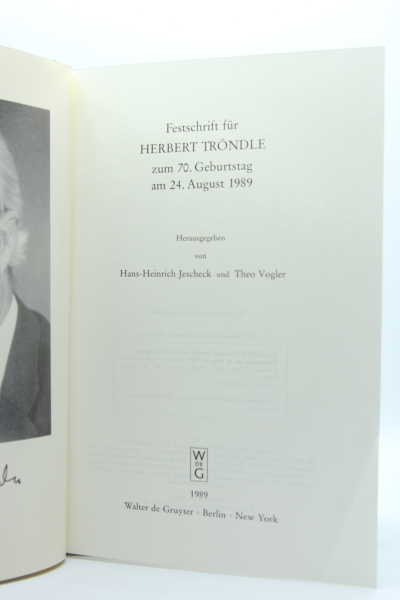 Festschrift für
HERBERT TRÖNDLE
zum 70. Geburtstag
am 24. August 1989
Herausgegeben
von
Hans-Heinrich Jescheck und Theo Vogler
W
DE
G
1989
Walter de Gruyter · Berlin · New York